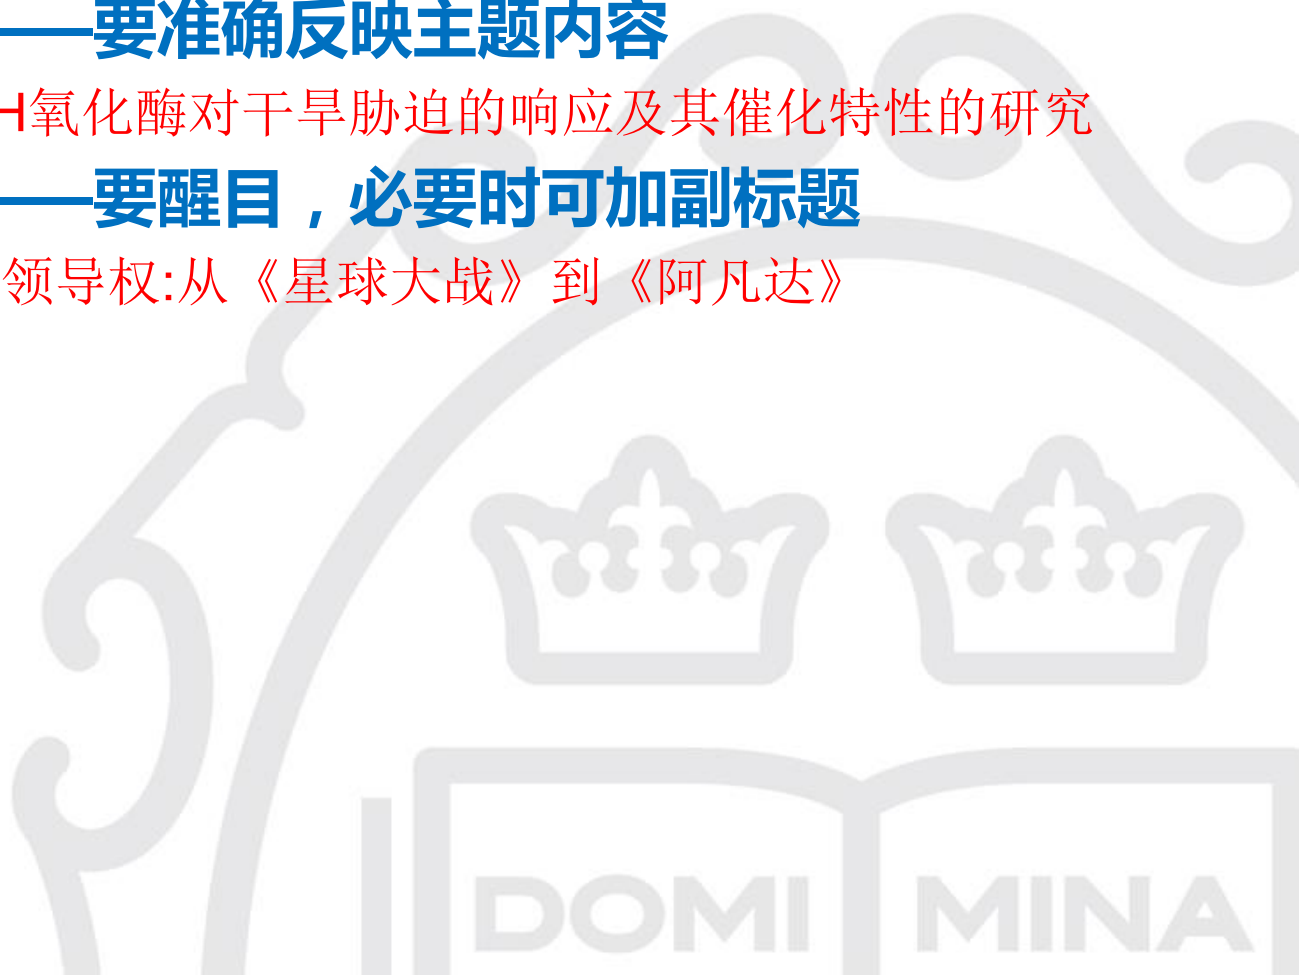 ——要准确反映主题内容
H氧化酶对干旱胁迫的响应及其催化特性的研究
——要醒目，必要时可加副标题
领导权:从《星球大战》到《阿凡达》
DOMI MINA